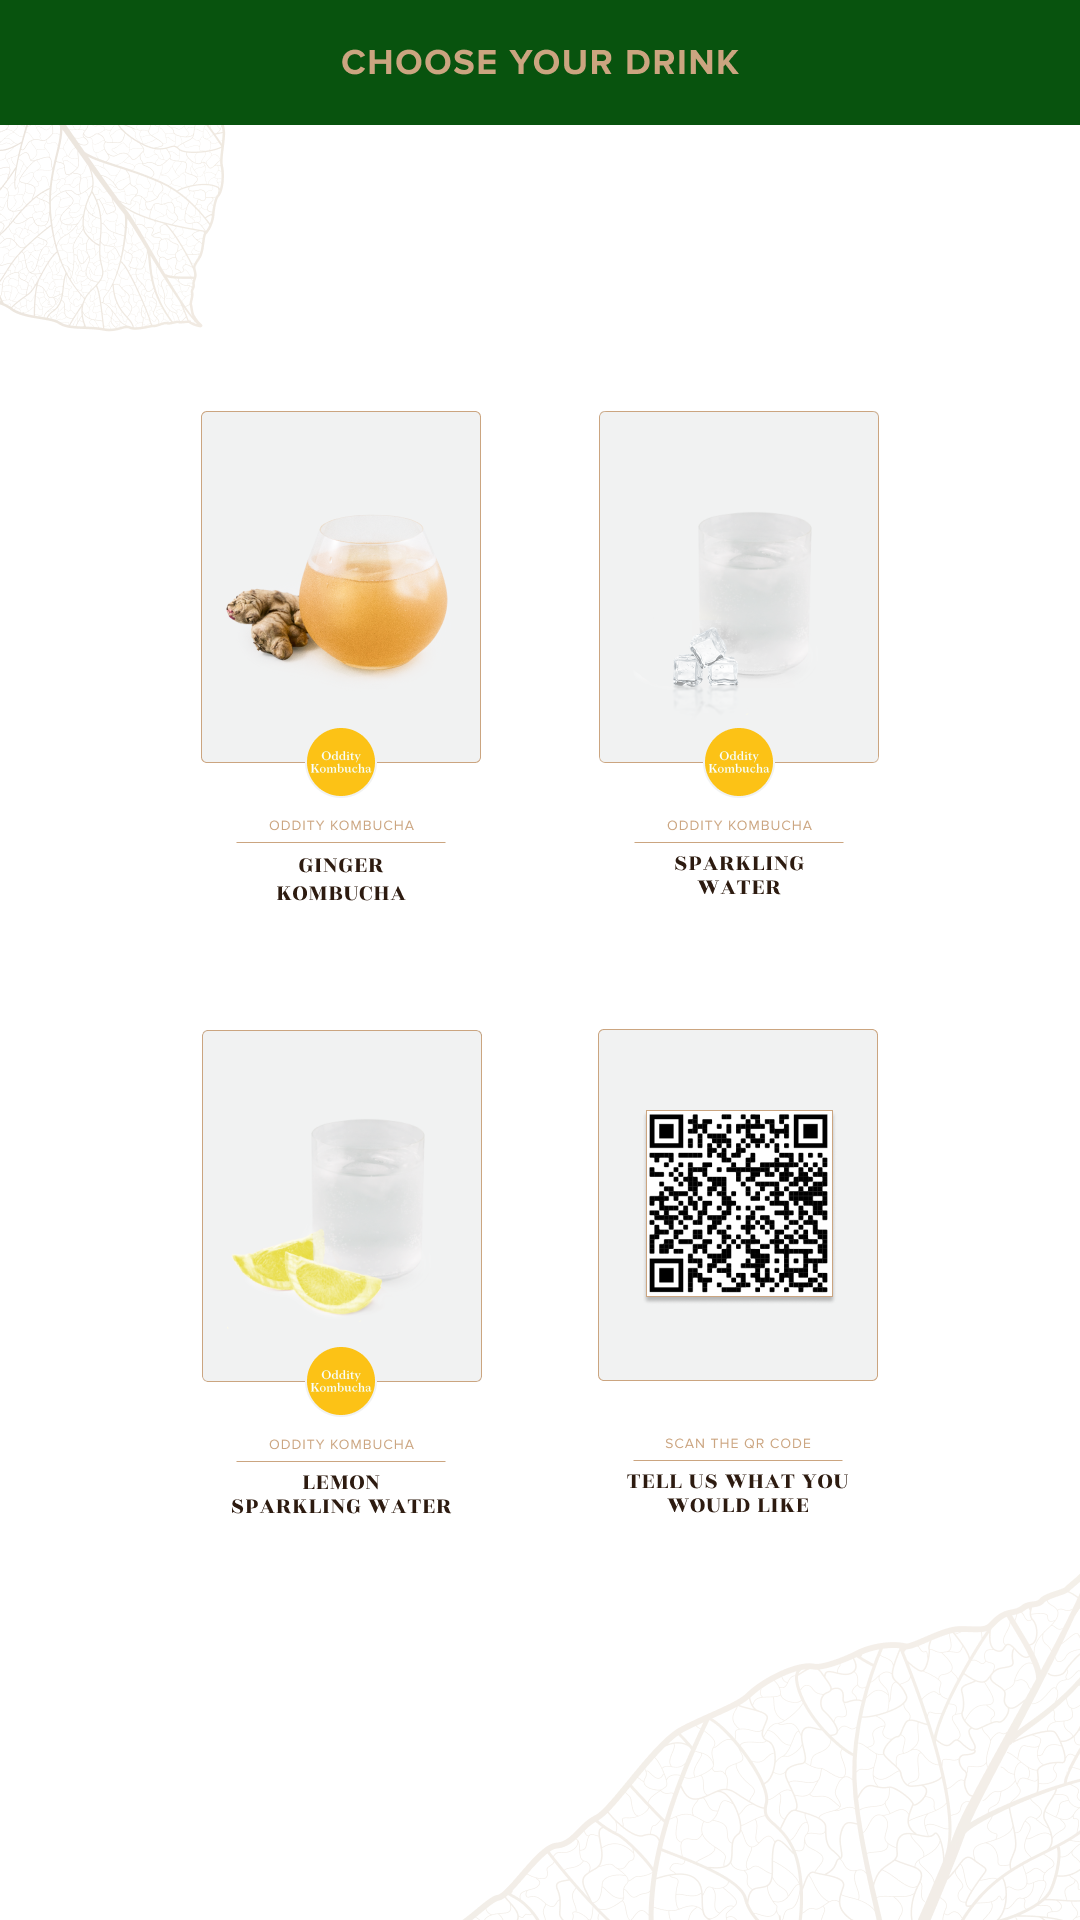 CHOOSE YOUR DRINK
Oddity
Kombucha
ODDITY KOMBUCHA
GINGER
KOMBUCHA
Oddity
Kombucha
ODDITY KOMBUCHA
SPARKLING
WATER
Oddity
Kombucha
ODDITY KOMBUCHA
LEMON
SPARKLING WATER
SCAN THE QR CODE
TELL US WHAT YOU
WOULD LIKE